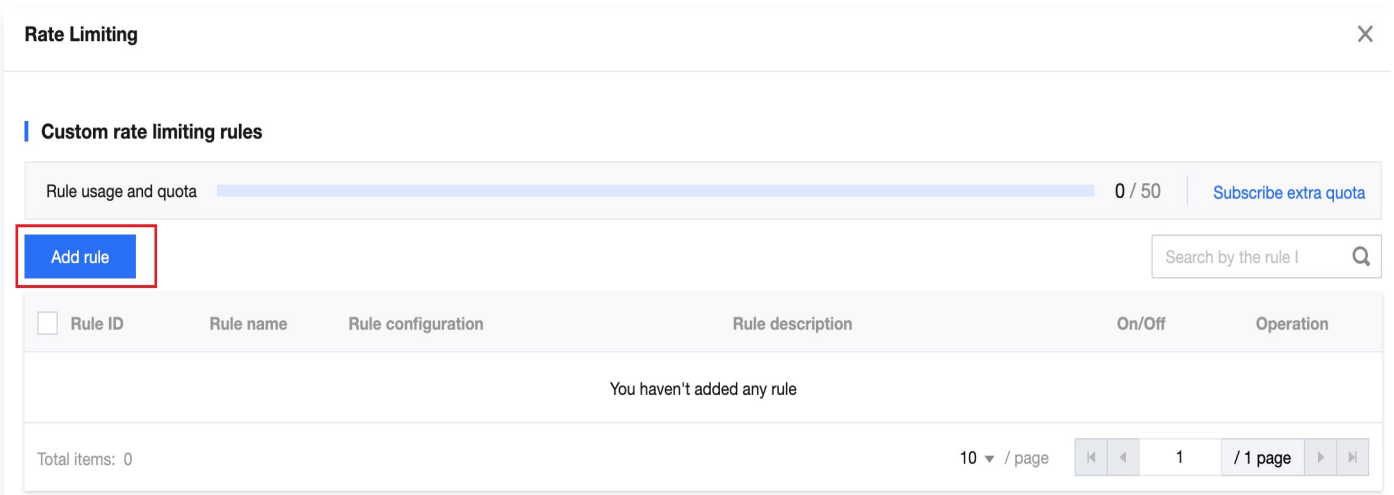 Rate Limiting
Custom rate limiting rules
Rule usage and quota 0 / 50 Subscribe extra quota
Add rule Search by the rule I
Rule ID Rule name Rule configuration Rule description On/Off Operation
You haven't added any rule
Total items: 0 10 / page 1 / 1 page